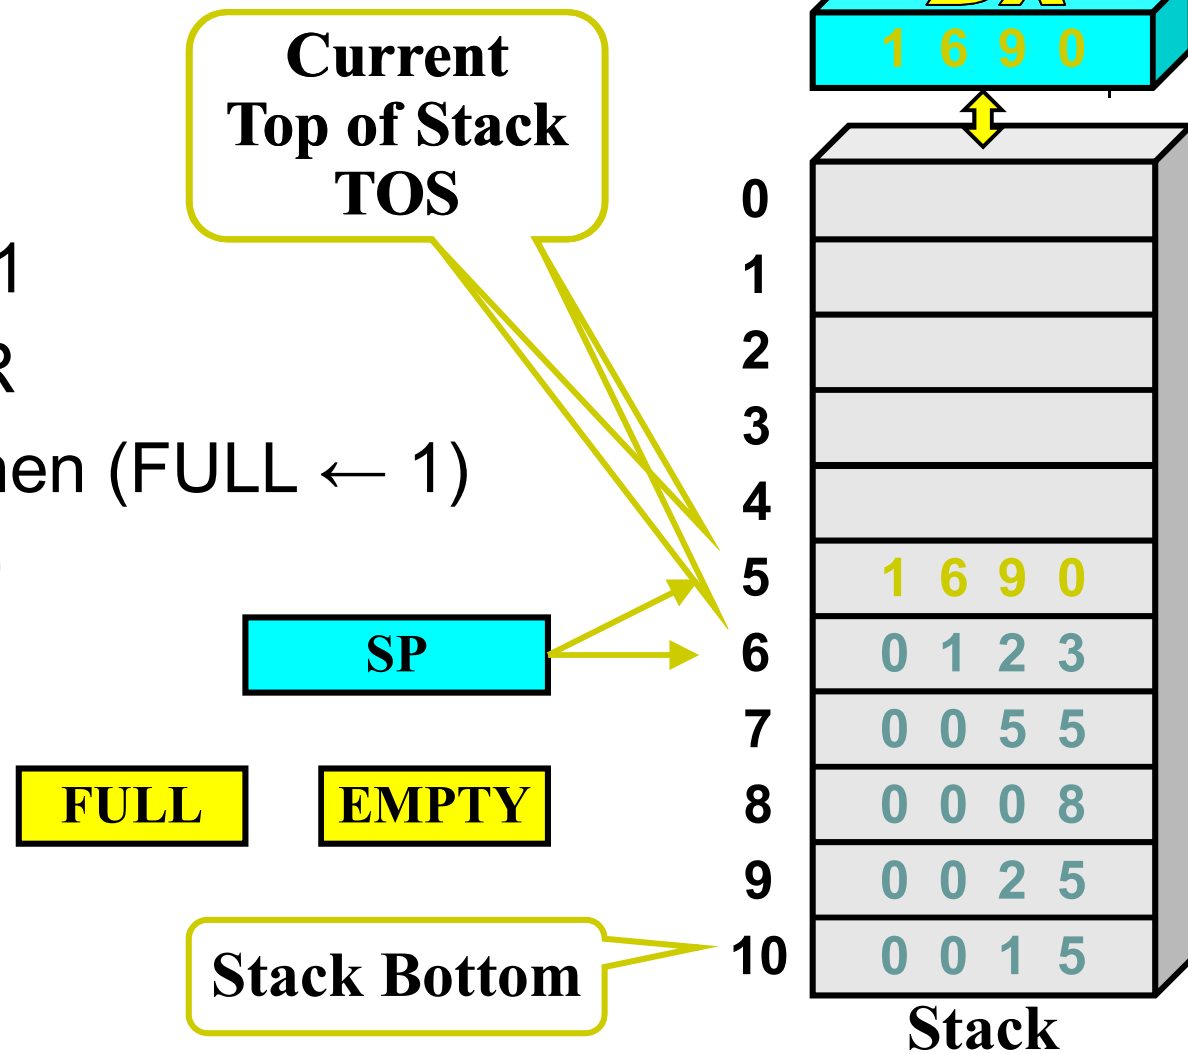 1 6 9 0
Current
Top of Stack
TOS
0
1
1
2
R
3
(FULL ← 1)
4
5 1 6 9 0
SP
6 0 1 2 3
7 0 0 5 5
FULL
EMPTY
8 0 0 0 8
9 0 0 2 5
Stack Bottom
10 0 0 1 5
Stack